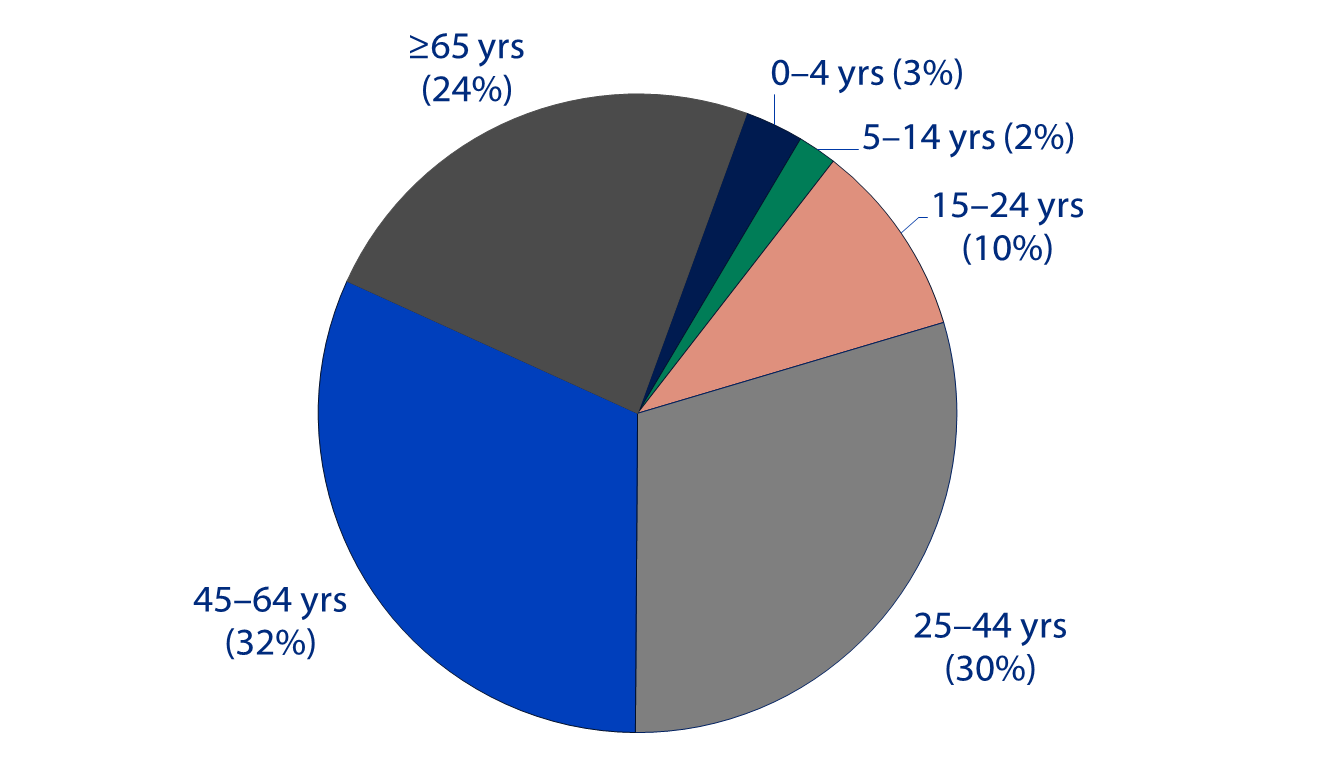 ≥65 yrs
(24%)
0–4 yrs (3%)
5–14 yrs (2%)
15–24 yrs
(10%)
45–64 yrs
(32%)
25–44 yrs
(30%)